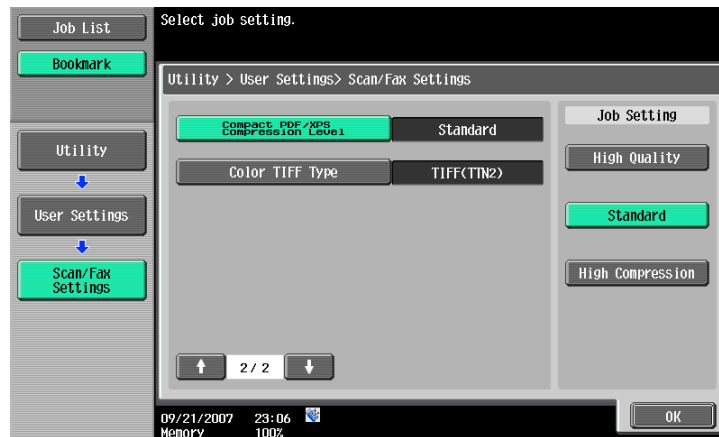 Job List
Select job setting.
Bookmark
Utility > User Settings> Scan/Fax Settings
Compact PDF/XPS
Compression Level
Standard
Color TIFF Type
TIFF(TTN2)
Job Setting
High Quality
Standard
High Compression
Utility
User Settings
Scan/Fax
Settings
2/ 2
09/21/2007 23:06
Memory 100%
OK